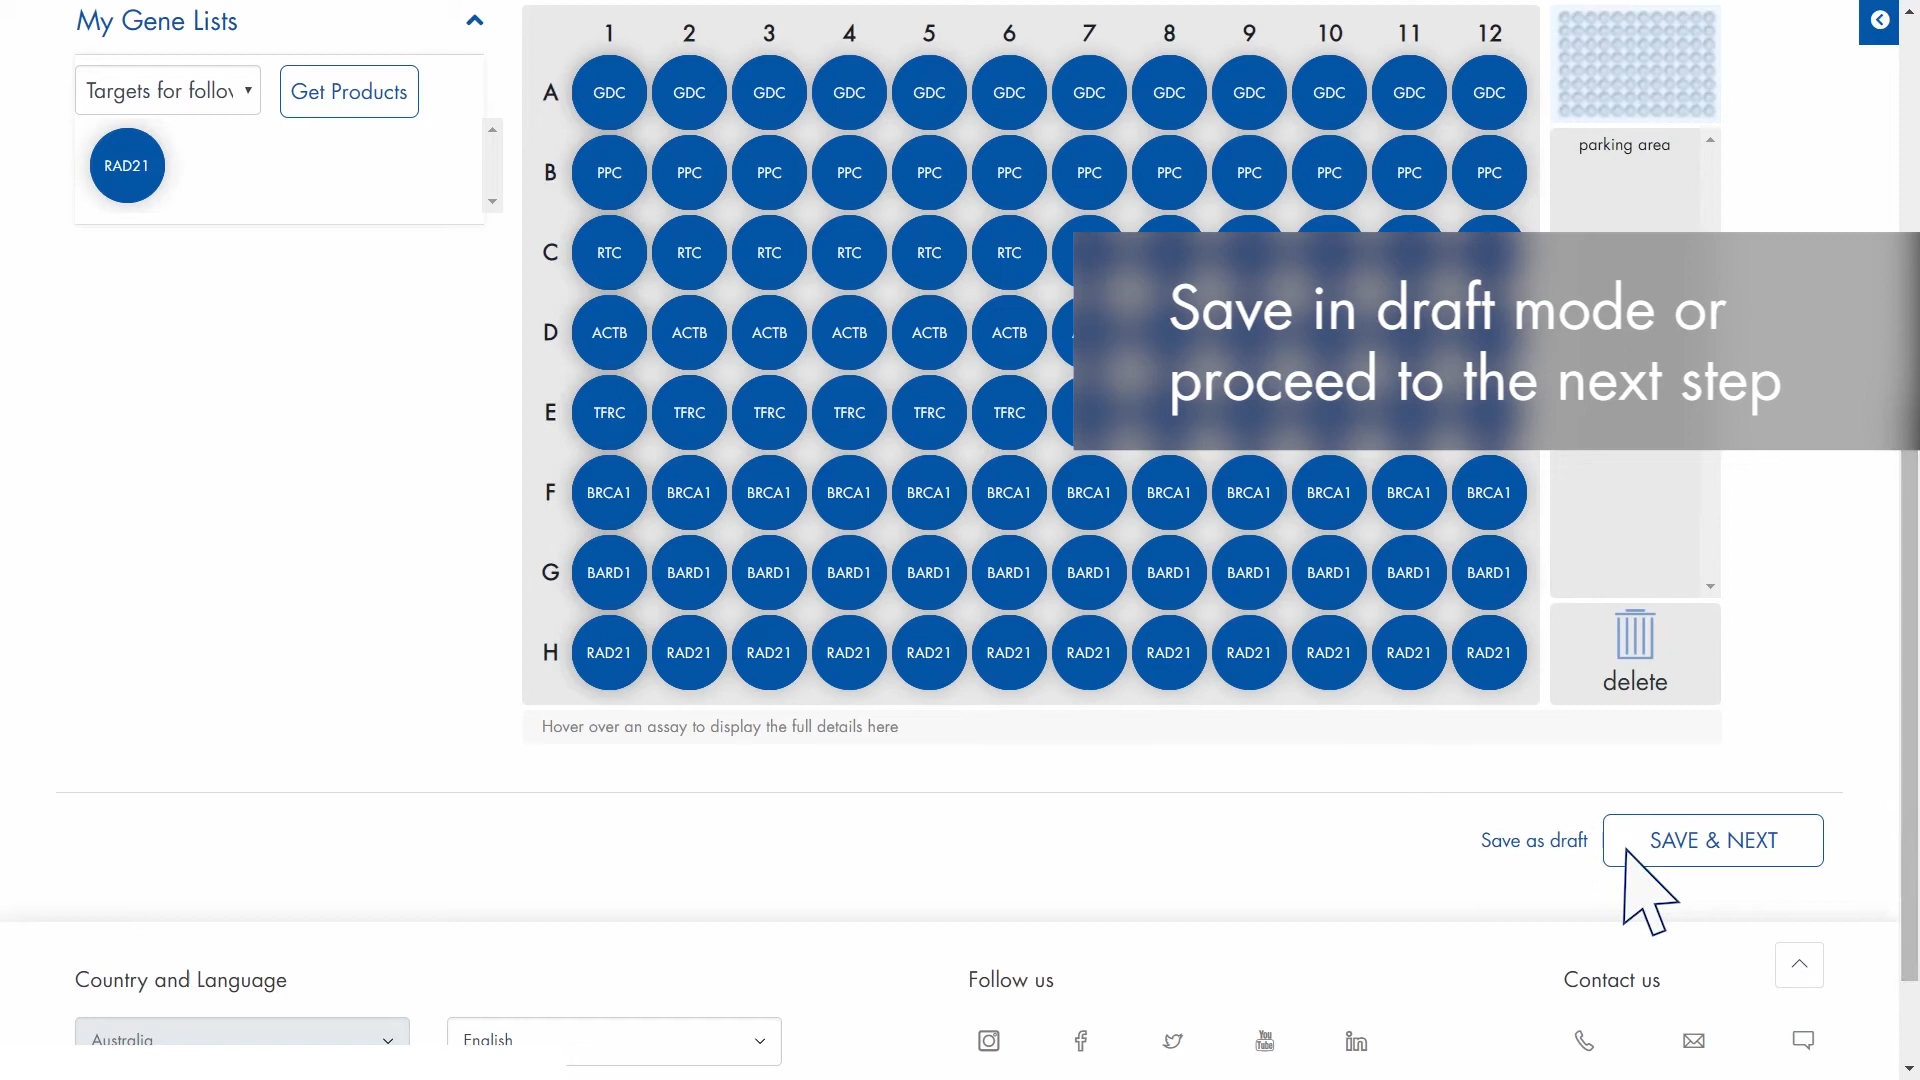 My Gene Lists
Targets for follov
Get Products
RAD21
1 2 3 4 5 6 7 8 9 10 11 12
A GDC GDC GDC GDC GDC GDC GDC GDC GDC GDC GDC GDC
B PPC PPC PPC PPC PPC PPC PPC PPC PPC PPC PPC PPC
C RTC RTC RTC RTC RTC RTC
D ACTB ACTB ACTB ACTB ACTB ACTB
E TFRC TFRC TFRC TFRC TFRC TFRC
F BRCA1 BRCA1 BRCA1 BRCA1 BRCA1 BRCA1 BRCA1 BRCA1 BRCA1 BRCA1 BRCA1 BRCA1
G BARD1 BARD1 BARD1 BARD1 BARD1 BARD1 BARD1 BARD1 BARD1 BARD1 BARD1 BARD1
H RAD21 RAD21 RAD21 RAD21 RAD21 RAD21 RAD21 RAD21 RAD21 RAD21 RAD21 RAD21
parking area
Save in draft mode or
proceed to the next step
delete
Hover over an assay to display the full details here
Save as draft
SAVE & NEXT
Country and Language
Australia
English
Follow us
You
Tube
in
Contact us